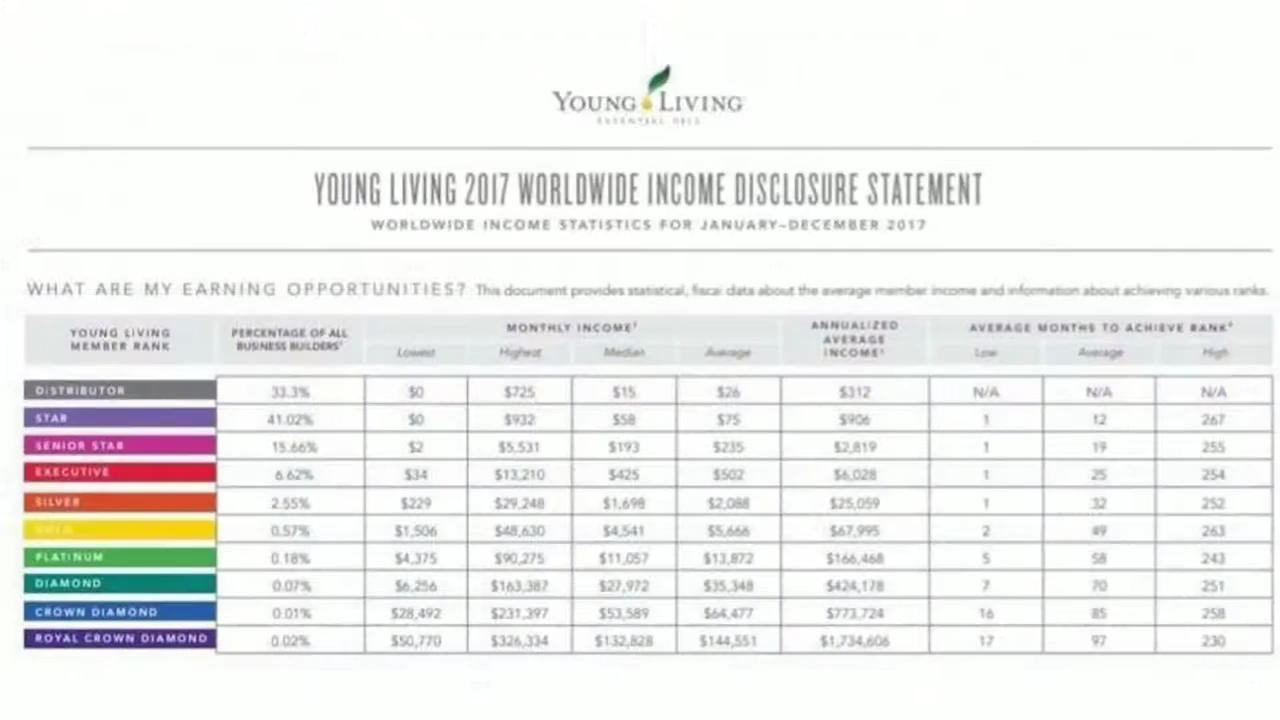 YOUNG LIVING
ESSENTIAL OILS
YOUNG LIVING 2017 WORLDWIDE INCOME DISCLOSURE STATEMENT
WORLDWIDE INCOME STATISTICS FOR JANUARY–DECEMBER 2017
WHAT ARE MY EARNING OPPORTUNITIES? This document provides statistical, fiscal data about the average member income and information about achieving various ranks.
YOUNG LIVING MEMBER RANK PERCENTAGE OF ALL BUSINESS BUILDERS¹ MONTHLY INCOME² ANNUALIZED AVERAGE INCOME³ AVERAGE MONTHS TO ACHIEVE RANK⁴
Lowest Highest Median Average Low Average High
DISTRIBUTOR 33.3% $0 $725 $15 $26 $312 N/A N/A N/A
STAR 41.02% $0 $932 $58 $75 $906 1 12 267
SENIOR STAR 15.66% $2 $5,531 $193 $235 $2,819 1 19 255
EXECUTIVE 6.62% $34 $13,210 $425 $502 $6,028 1 25 254
SILVER 2.55% $229 $29,248 $1,698 $2,088 $25,059 1 32 252
GOLD 0.57% $1,506 $48,630 $4,541 $5,666 $67,995 2 49 263
PLATINUM 0.18% $4,375 $90,275 $11,057 $13,872 $166,468 5 58 243
DIAMOND 0.07% $6,256 $163,387 $27,972 $35,348 $424,178 7 70 251
CROWN DIAMOND 0.01% $28,492 $231,397 $53,589 $64,477 $773,724 16 85 258
ROYAL CROWN DIAMOND 0.02% $50,770 $326,334 $132,828 $144,551 $1,734,606 17 97 230